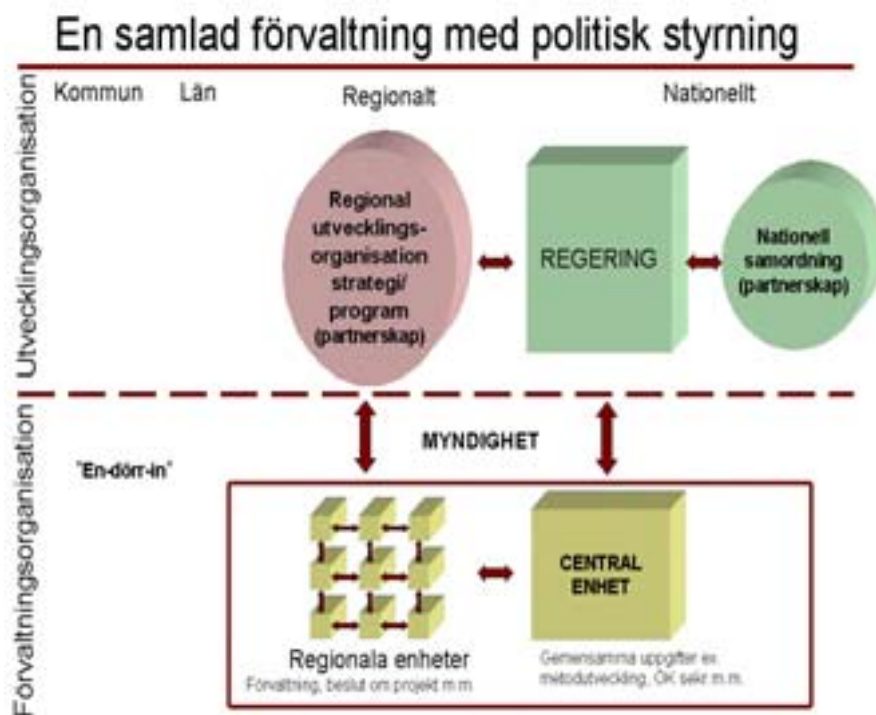 En samlad förvaltning med politisk styrning
Kommun Län Regionalt Nationellt
Utvecklingsorganisation
Regional
utvecklings-
organisation
strategi/
program
(partnerskap)
REGERING
Nationell
samordning
(partnerskap)
Förvaltningsorganisation
"En-dörr-in"
MYNDIGHET
CENTRAL
ENHET
Regionala enheter
Förvaltning, beslut om projekt m.m
Gemensamma uppgifter ex
metodutveckling, ÖK sekr m.m.